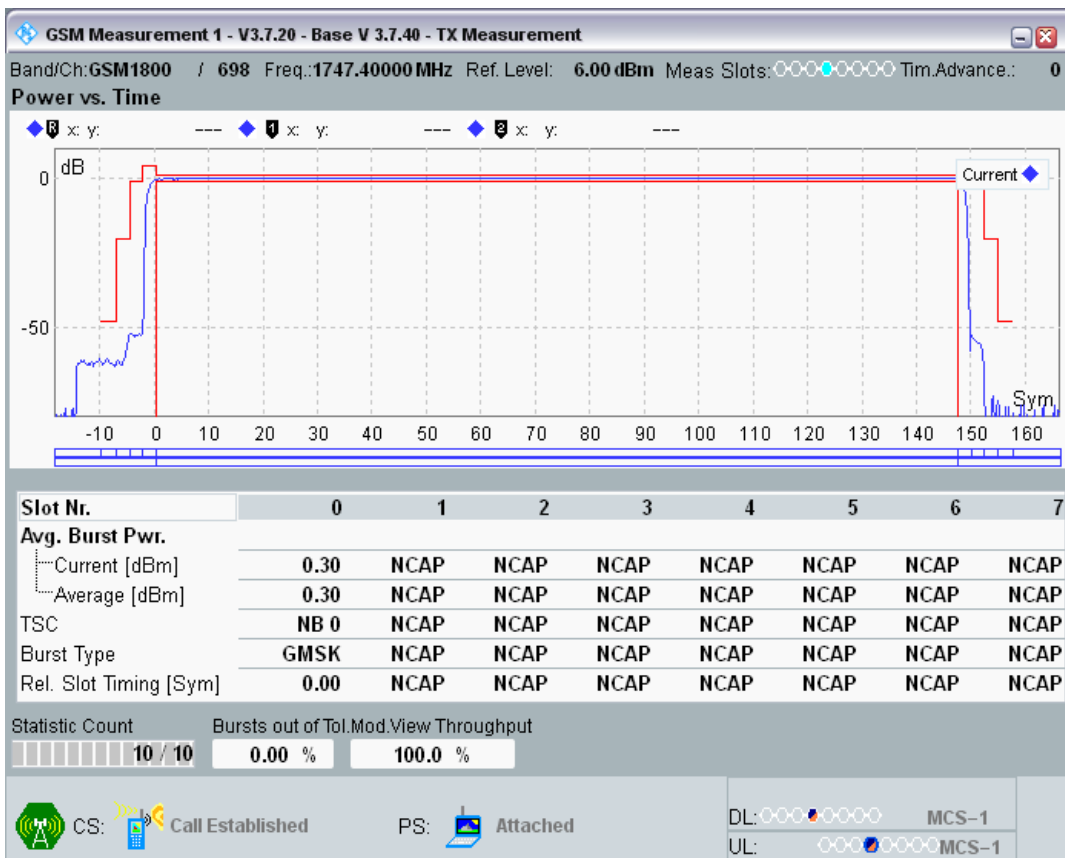 GSM Measurement 1 - V3.7.20 - Base V 3.7.40 - TX Measurement
Band/Ch:GSM1800 / 698 Freq.:1747.40000 MHz Ref. Level: 6.00 dBm Meas Slots: Tim.Advance.: 0
Power vs. Time
R x: y: --- 1 x: y: --- 2 x: y: ---
dB
0
Current
-50
Sym
-10 0 10 20 30 40 50 60 70 80 90 100 110 120 130 140 150 160
Slot Nr. 0 1 2 3 4 5 6 7
Avg. Burst Pwr.
Current [dBm] 0.30 NCAP NCAP NCAP NCAP NCAP NCAP NCAP
Average [dBm] 0.30 NCAP NCAP NCAP NCAP NCAP NCAP NCAP
TSC NB 0 NCAP NCAP NCAP NCAP NCAP NCAP NCAP
Burst Type GMSK NCAP NCAP NCAP NCAP NCAP NCAP NCAP
Rel. Slot Timing [Sym] 0.00 NCAP NCAP NCAP NCAP NCAP NCAP NCAP
Statistic Count Bursts out of Tol.Mod.View Throughput
10 / 10 0.00 % 100.0 %
CS: Call Established PS: Attached
DL: MCS-1
UL: MCS-1